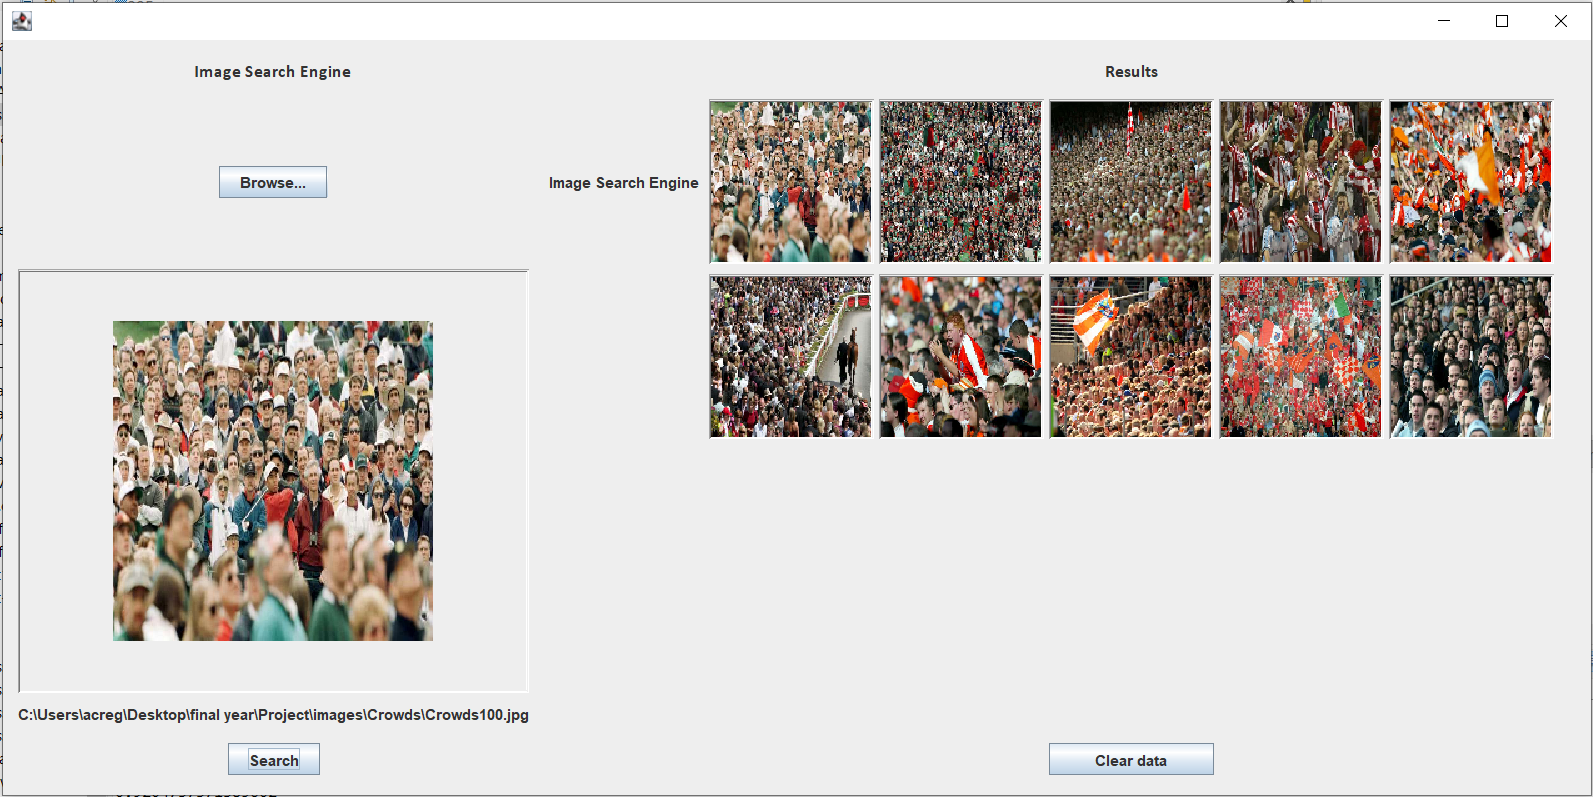 Image Search Engine
Results
Browse...
Image Search Engine
C:\Users\acreg\Desktop\final year\Project\images\Crowds\Crowds100.jpg
Search
Clear data